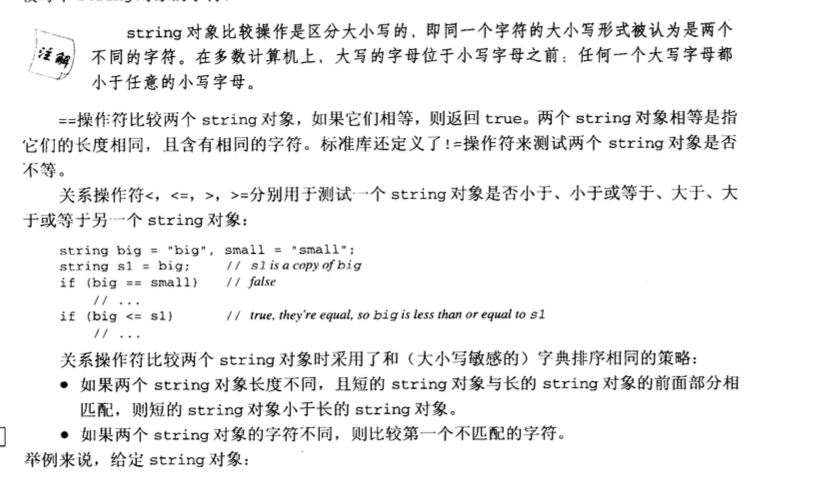 string 对象比较操作是区分大小写的，即同一个字符的大小写形式被认为是两个
注解
不同的字符。在多数计算机上，大写的字母位于小写字母之前：任何一个大写字母都
小于任意的小写字母。
==操作符比较两个 string 对象，如果它们相等，则返回 true。两个 string 对象相等是指
它们的长度相同，且含有相同的字符。标准库还定义了!=操作符来测试两个 string 对象是否
不等。
关系操作符<，<=，>，>=分别用于测试一个 string 对象是否小于、小于或等于、大于、大
于或等于另一个 string 对象：
string big = "big", small = "small";
string s1 = big; // s1 is a copy of big
if (big == small) // false
// ...
if (big <= s1) // true, they're equal, so big is less than or equal to s1
// ...
关系操作符比较两个 string 对象时采用了和（大小写敏感的）字典排序相同的策略：
● 如果两个 string 对象长度不同，且短的 string 对象与长的 string 对象的前面部分相
匹配，则短的 string 对象小于长的 string 对象。
● 如果两个 string 对象的字符不同，则比较第一个不匹配的字符。
举例来说，给定 string 对象：